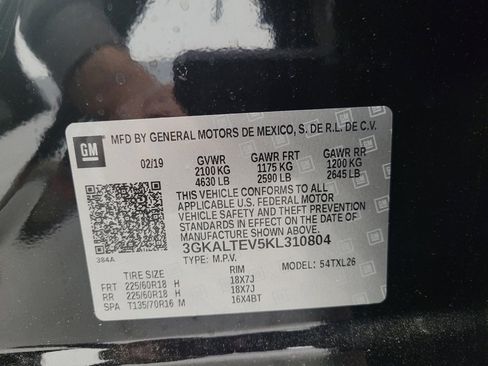 GM
MFD BY GENERAL MOTORS DE MEXICO, S. DE R.L. DE C.V.
02/19 GVWR GAWR FRT GAWR RR
2100 KG 1175 KG 1200 KG
4630 LB 2590 LB 2645 LB
THIS VEHICLE CONFORMS TO ALL
APPLICABLE U.S. FEDERAL MOTOR
VEHICLE SAFETY AND THEFT PREVENTION
STANDARDS IN EFFECT ON THE DATE
OF MANUFACTURE SHOWN ABOVE.
3GKALTEV5KL310804
384A
TYPE: M.P.V. MODEL: 54TXL26
TIRE SIZE RIM
FRT 225/60R18 H 18X7J
RR 225/60R18 H 18X7J
SPA T135/70R16 M 16X4BT